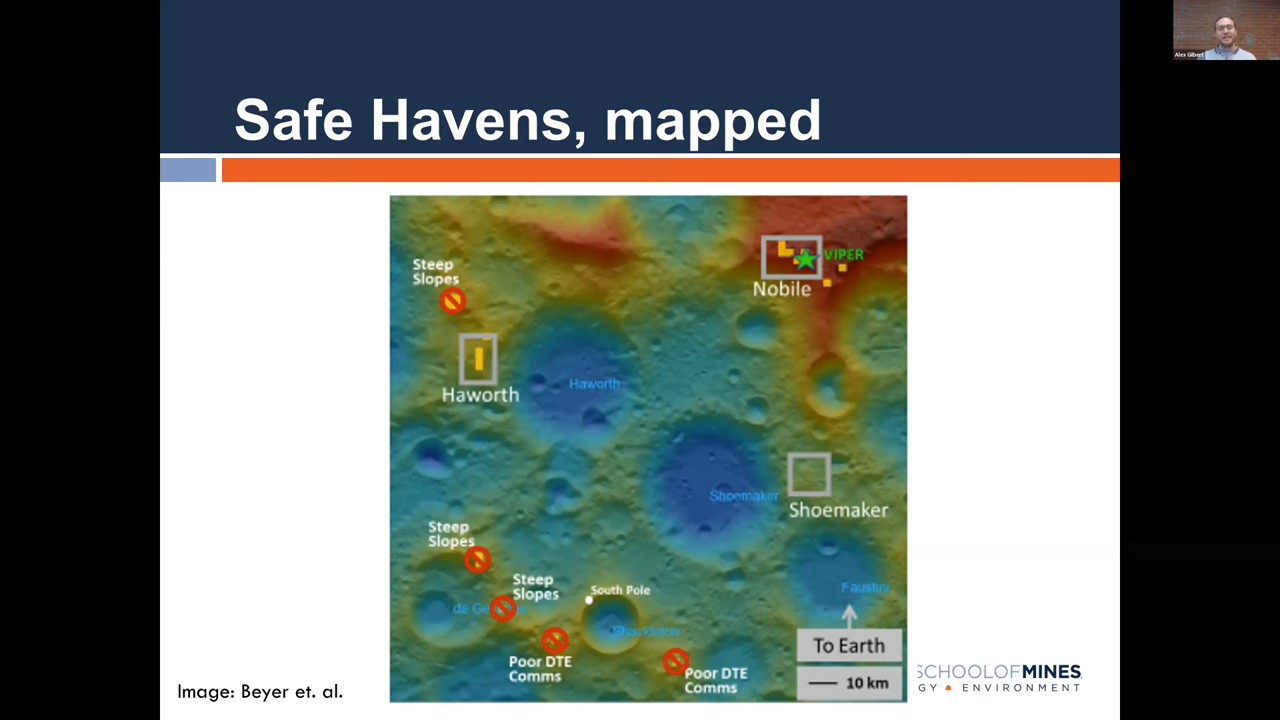 Alex Gilbert
Safe Havens, mapped
Steep
Slopes
VIPER
Nobile
Haworth
Haworth
Shoemaker
Shoemaker
Steep
Slopes
Steep
Slopes
South Pole
Faustini
de Ge
Shackleton
Poor DTE
Comms
Poor DTE
Comms
To Earth
10 km
Image: Beyer et. al.
SCHOOLOFMINES
GY ENVIRONMENT